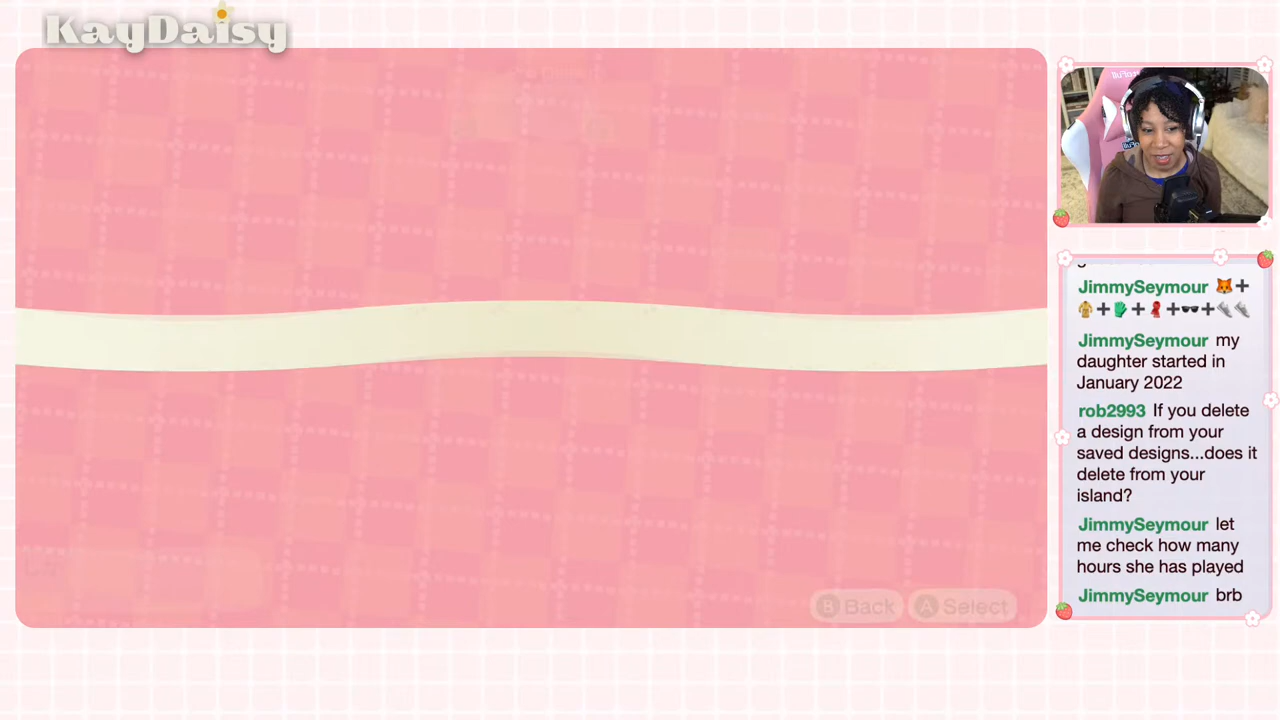 KayDaisy
JimmySeymour 🦊+
JimmySeymour my
daughter started in
January 2022
rob2993 If you delete
a design from your
saved designs...does it
delete from your
island?
JimmySeymour let
me check how many
hours she has played
JimmySeymour brb
B Back A Select